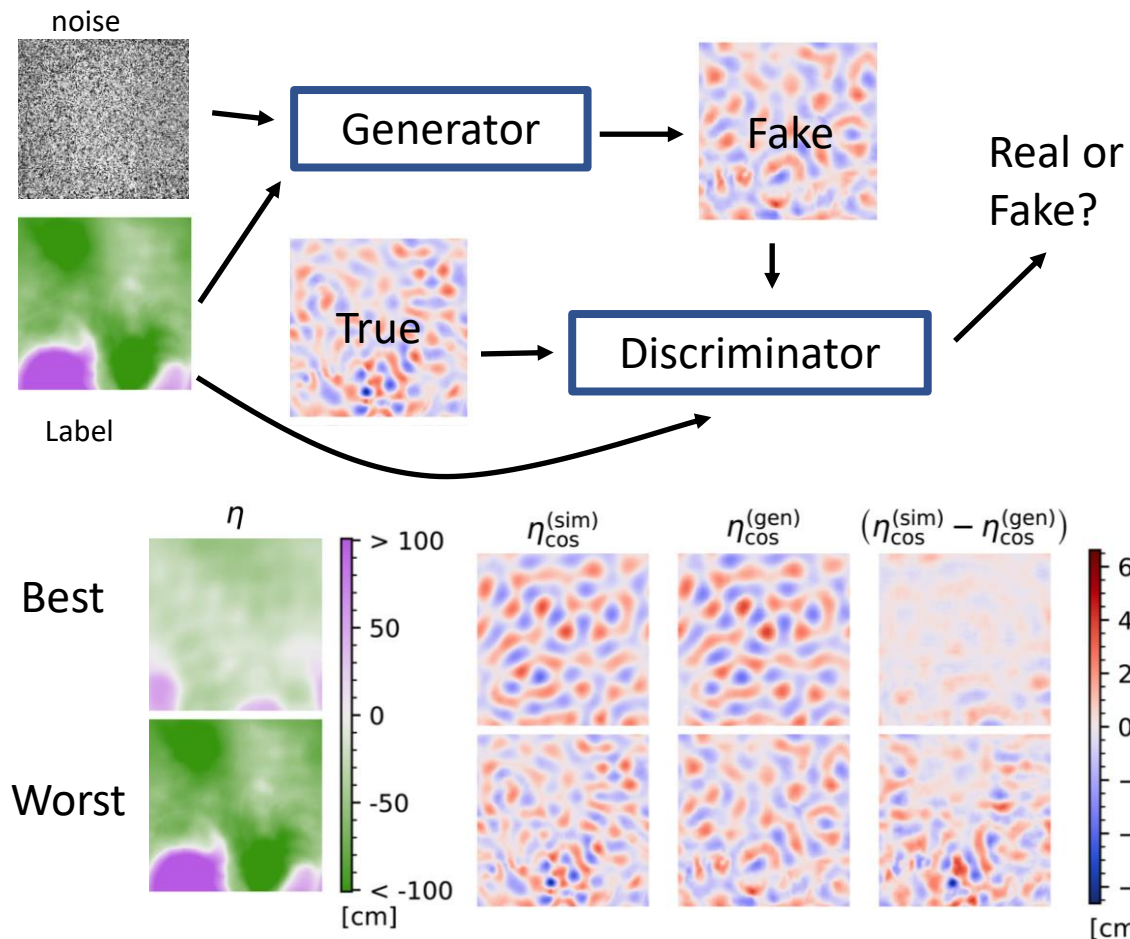 noise
Generator
Fake
Real or
Fake?
True
Discriminator
Label
η
η_cos^(sim)
η_cos^(gen)
(η_cos^(sim) − η_cos^(gen))
Best
Worst
> 100
50
0
-50
< -100
[cm]
6
4
2
0